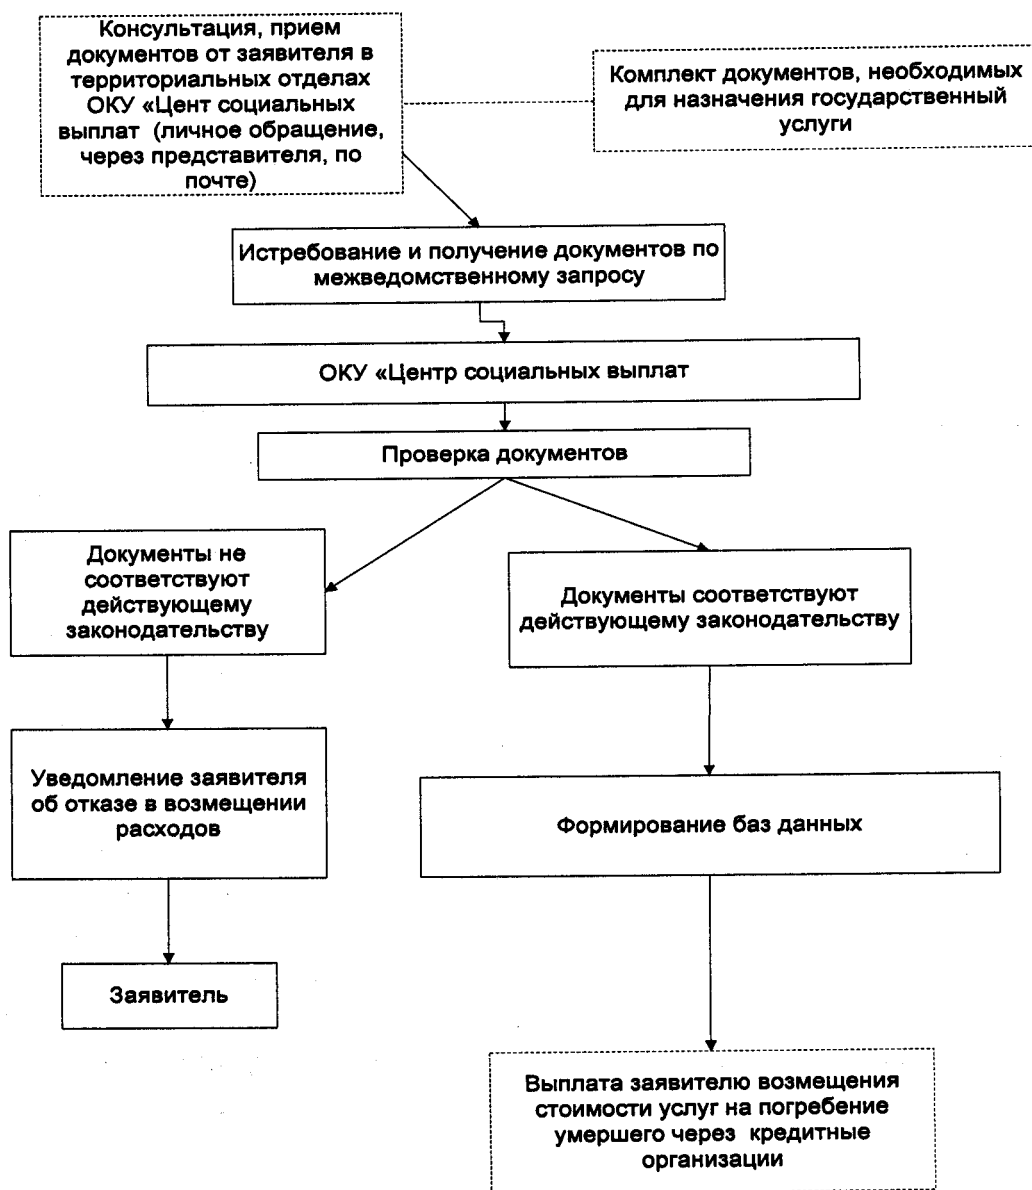 Консультация, прием
документов от заявителя в
территориальных отделах
ОКУ «Цент социальных
выплат (личное обращение,
через представителя, по
почте)
Комплект документов, необходимых
для назначения государственный
услуги
Истребование и получение документов по
межведомственному запросу
ОКУ «Центр социальных выплат
Проверка документов
Документы не
соответствуют
действующему
законодательству
Документы соответствуют
действующему законодательству
Уведомление заявителя
об отказе в возмещении
расходов
Формирование баз данных
Заявитель
Выплата заявителю возмещения
стоимости услуг на погребение
умершего через кредитные
организации